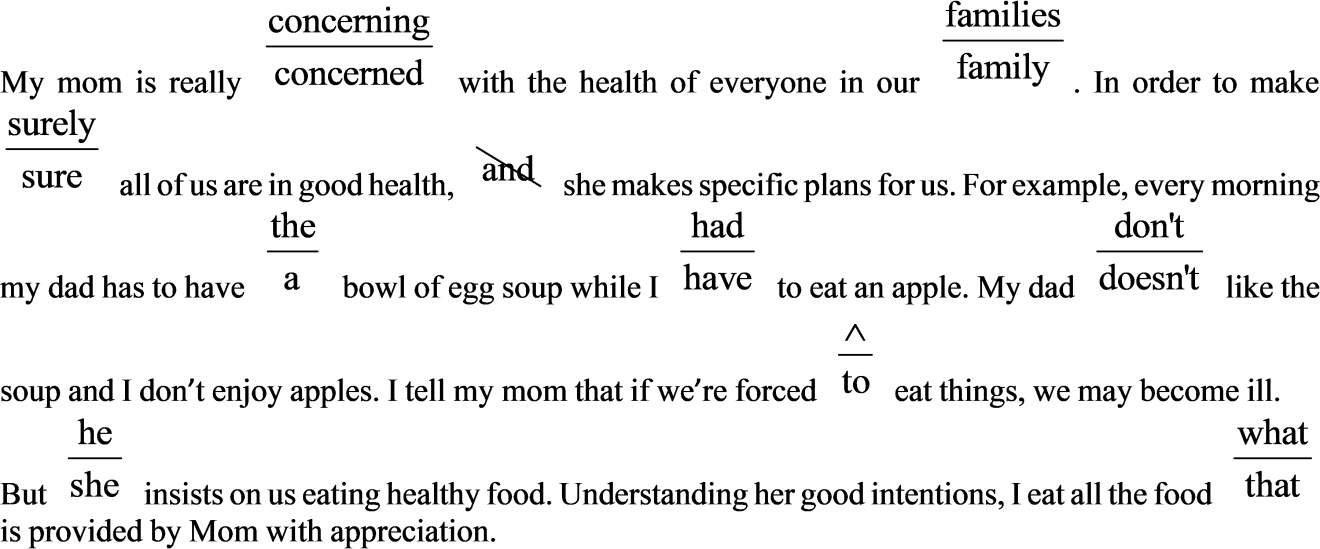 concerning families
My mom is really concerned with the health of everyone in our family . In order to make
surely
sure all of us are in good health, and she makes specific plans for us. For example, every morning
the had don't
my dad has to have a bowl of egg soup while I have to eat an apple. My dad doesn't like the
^
soup and I don't enjoy apples. I tell my mom that if we're forced to eat things, we may become ill.
he what
But she insists on us eating healthy food. Understanding her good intentions, I eat all the food that
is provided by Mom with appreciation.